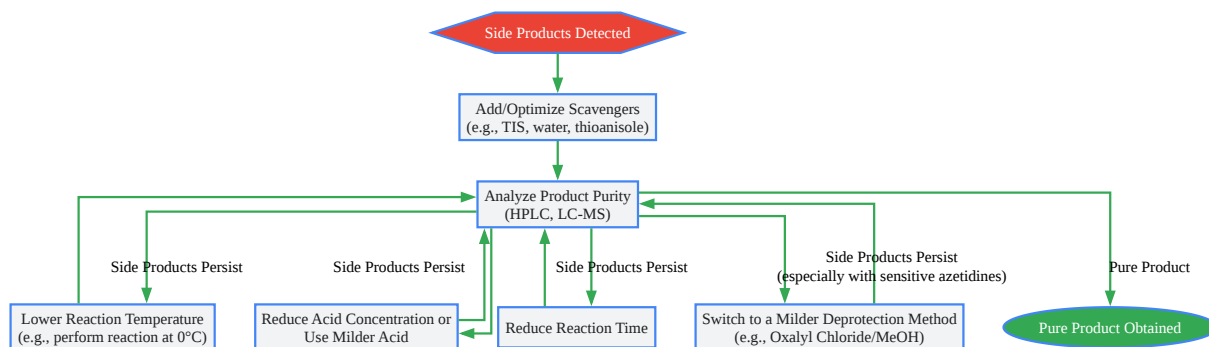 Side Products Detected
Add/Optimize Scavengers
(e.g., TIS, water, thioanisole)
Analyze Product Purity
(HPLC, LC-MS)
Side Products Persist
Side Products Persist
Side Products Persist
Side Products Persist
(especially with sensitive azetidines)
Pure Product
Lower Reaction Temperature
(e.g., perform reaction at 0°C)
Reduce Acid Concentration or
Use Milder Acid
Reduce Reaction Time
Switch to a Milder Deprotection Method
(e.g., Oxalyl Chloride/MeOH)
Pure Product Obtained